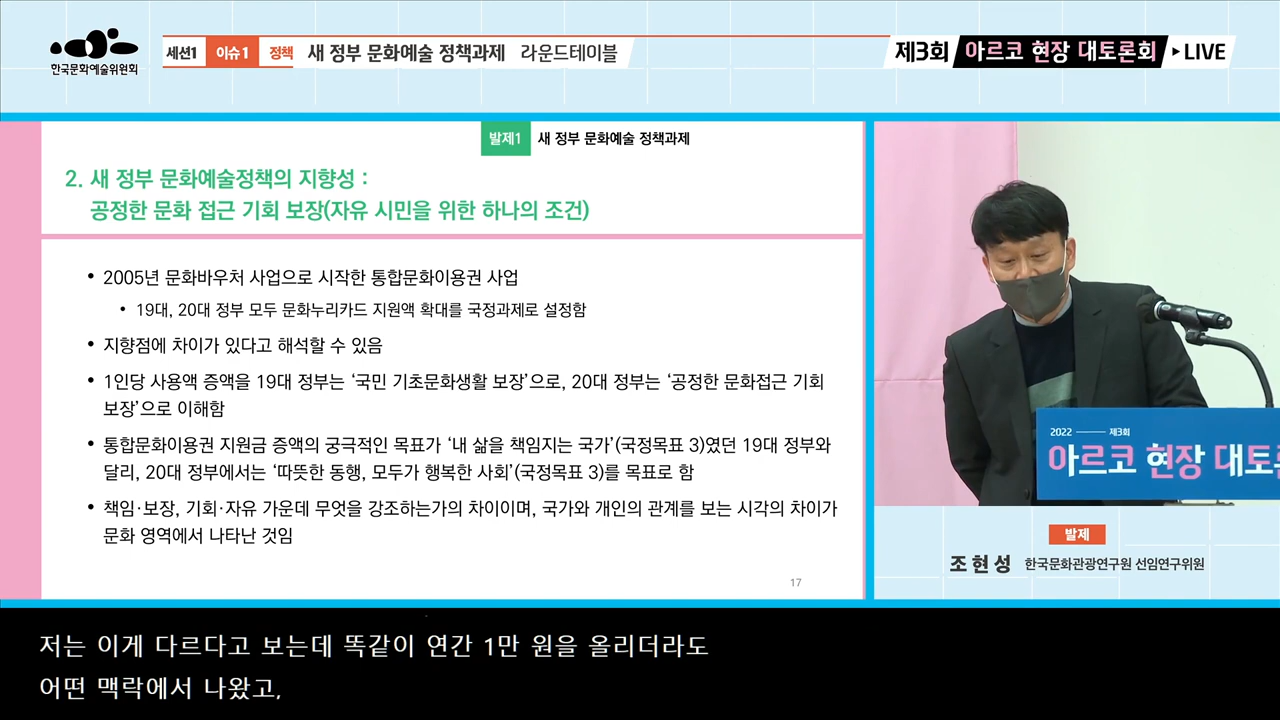 한국문화예술위원회
세션1 이슈1 정책 새 정부 문화예술 정책과제 라운드테이블
제3회 아르코 현장 대토론회 LIVE
발제1 새 정부 문화예술 정책과제
2. 새 정부 문화예술정책의 지향성 :
공정한 문화 접근 기회 보장(자유 시민을 위한 하나의 조건)
• 2005년 문화바우처 사업으로 시작한 통합문화이용권 사업
• 19대, 20대 정부 모두 문화누리카드 지원액 확대를 국정과제로 설정함
• 지향점에 차이가 있다고 해석할 수 있음
• 1인당 사용액 증액을 19대 정부는 ‘국민 기초문화생활 보장’으로, 20대 정부는 ‘공정한 문화접근 기회
보장’으로 이해함
• 통합문화이용권 지원금 증액의 궁극적인 목표가 ‘내 삶을 책임지는 국가’(국정목표 3)였던 19대 정부와
달리, 20대 정부에서는 ‘따뜻한 동행, 모두가 행복한 사회’(국정목표 3)를 목표로 함
• 책임·보장, 기회·자유 가운데 무엇을 강조하는가의 차이이며, 국가와 개인의 관계를 보는 시각의 차이가
문화 영역에서 나타난 것임
17
2022 제3회
아르코 현장 대토론
발제
조현성 한국문화관광연구원 선임연구위원
저는 이게 다르다고 보는데 똑같이 연간 1만 원을 올리더라도
어떤 맥락에서 나왔고,